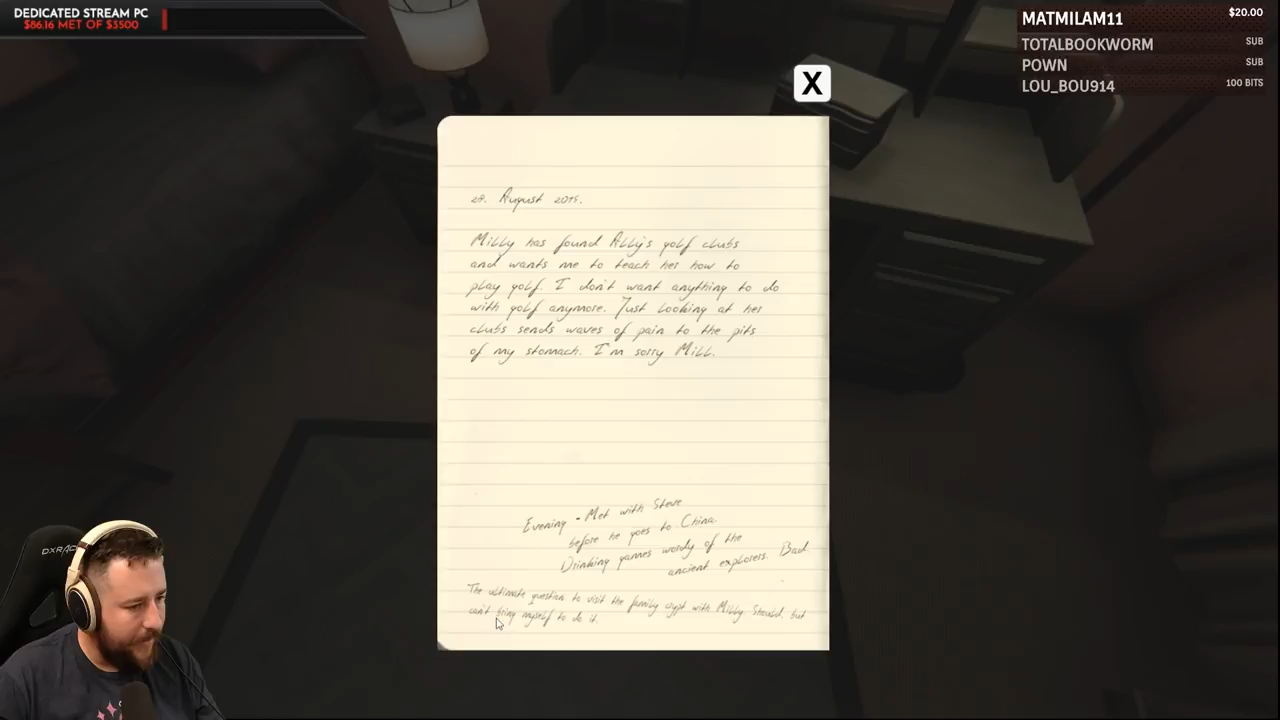 DEDICATED STREAM PC
$86.16 MET OF $3500
MATMILAM11 $20.00
TOTALBOOKWORM SUB
POWN SUB
LOU_BOU914 100 BITS
X
August
Milly has found Ally's golf clubs
and wants me to teach her how to
play golf. I don't want anything to do
with golf anymore. Just looking at her
clubs sends waves of pain to the pits
of my stomach. I'm sorry Mill.
Evening - Met with Steve
before he goes to China.
Drinking games wordy of the
ancient explorers. Bad.
The ultimate question to visit the family crypt with Milly. Should, but
can't bring myself to do it.